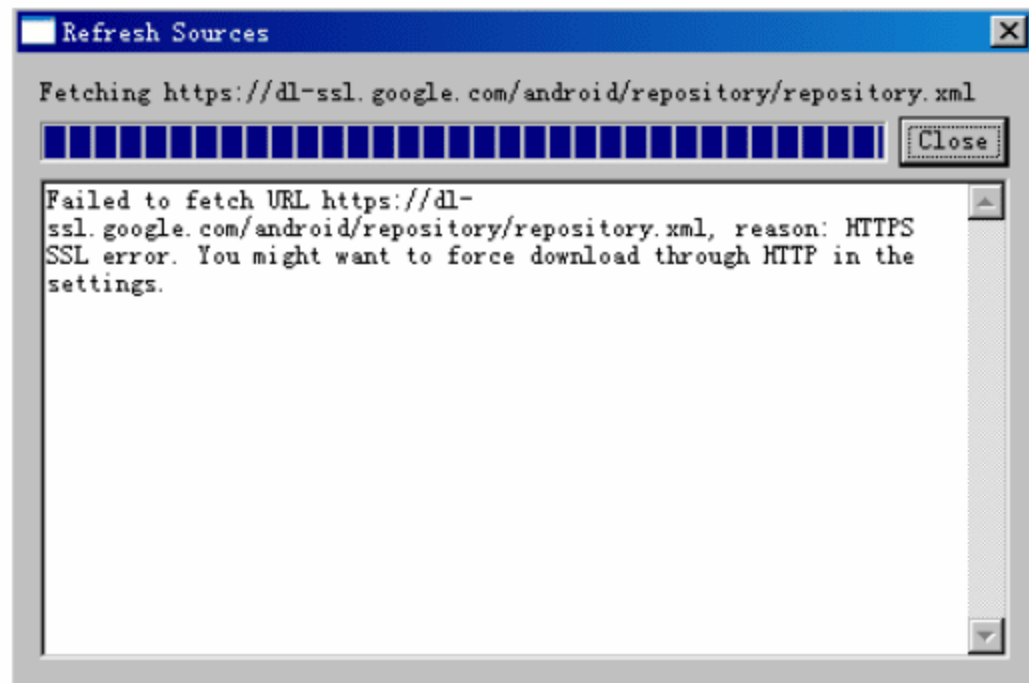 Refresh Sources
Fetching https://dl-ssl.google.com/android/repository/repository.xml
Close
Failed to fetch URL https://dl-
ssl.google.com/android/repository/repository.xml, reason: HTTPS
SSL error. You might want to force download through HTTP in the
settings.